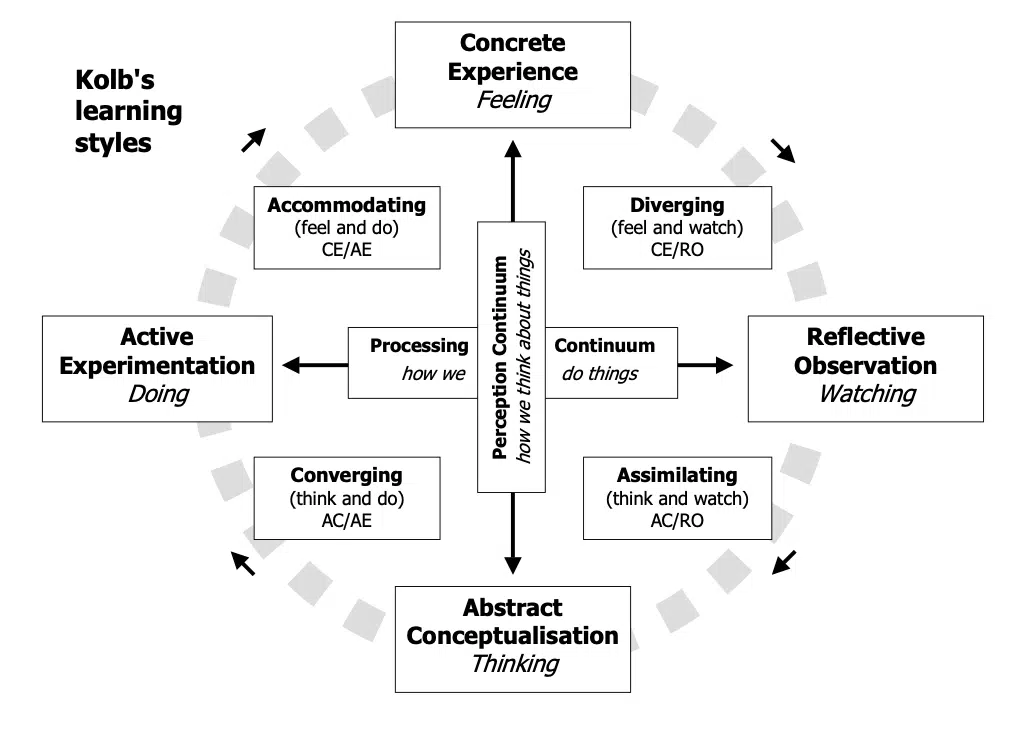 Kolb's
learning
styles
Concrete
Experience
Feeling
Accommodating
(feel and do)
CE/AE
Diverging
(feel and watch)
CE/RO
Active
Experimentation
Doing
Processing
how we
Perception Continuum
how we think about things
Continuum
do things
Reflective
Observation
Watching
Converging
(think and do)
AC/AE
Assimilating
(think and watch)
AC/RO
Abstract
Conceptualisation
Thinking